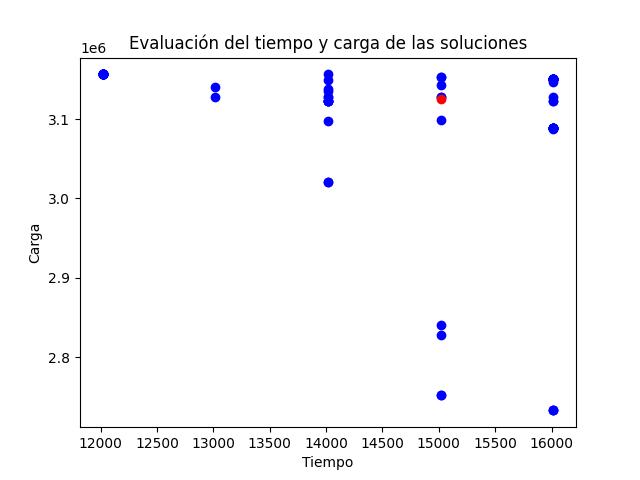 Evaluación del tiempo y carga de las soluciones
1e6
3.1
3.0
2.9
2.8
Carga
12000 12500 13000 13500 14000 14500 15000 15500 16000
Tiempo